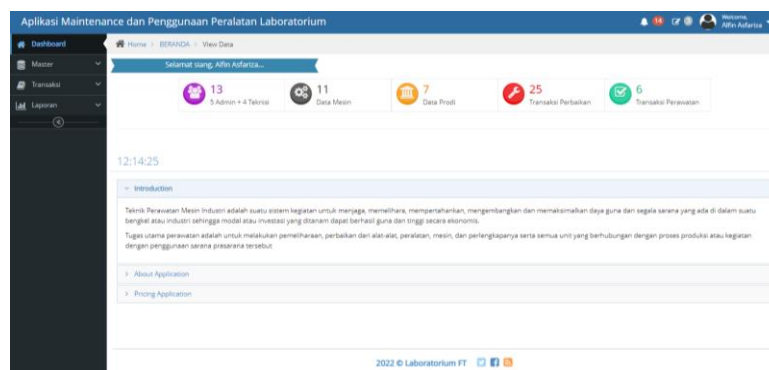 Aplikasi Maintenance dan Penggunaan Peralatan Laboratorium
14
Welcome,
Alfin Asfariza
Dashboard
Home > BERANDA > View Data
Master
Selamat siang, Alfin Asfariza...
Transaksi
Laporan
13
5 Admin + 4 Teknisi
11
Data Mesin
7
Data Prodi
25
Transaksi Perbaikan
6
Transaksi Perawatan
12:14:25
Introduction
Teknik Perawatan Mesin Industri adalah suatu sistem kegiatan untuk menjaga, memelihara, mempertahankan, mengembangkan dan memaksimalkan daya guna dan segala sarana yang ada di dalam suatu
bengkel atau industri sehingga modal atau investasi yang ditanam dapat berhasil guna dan tinggi secara ekonomis.
Tugas utama perawatan adalah untuk melakukan pemeliharaan, perbaikan dari alat-alat, peralatan, mesin, dan perlengkapanya serta semua unit yang berhubungan dengan proses produksi atau kegiatan
dengan penggunaan sarana prasarana tersebut
About Application
Pricing Application
2022 © Laboratorium FT